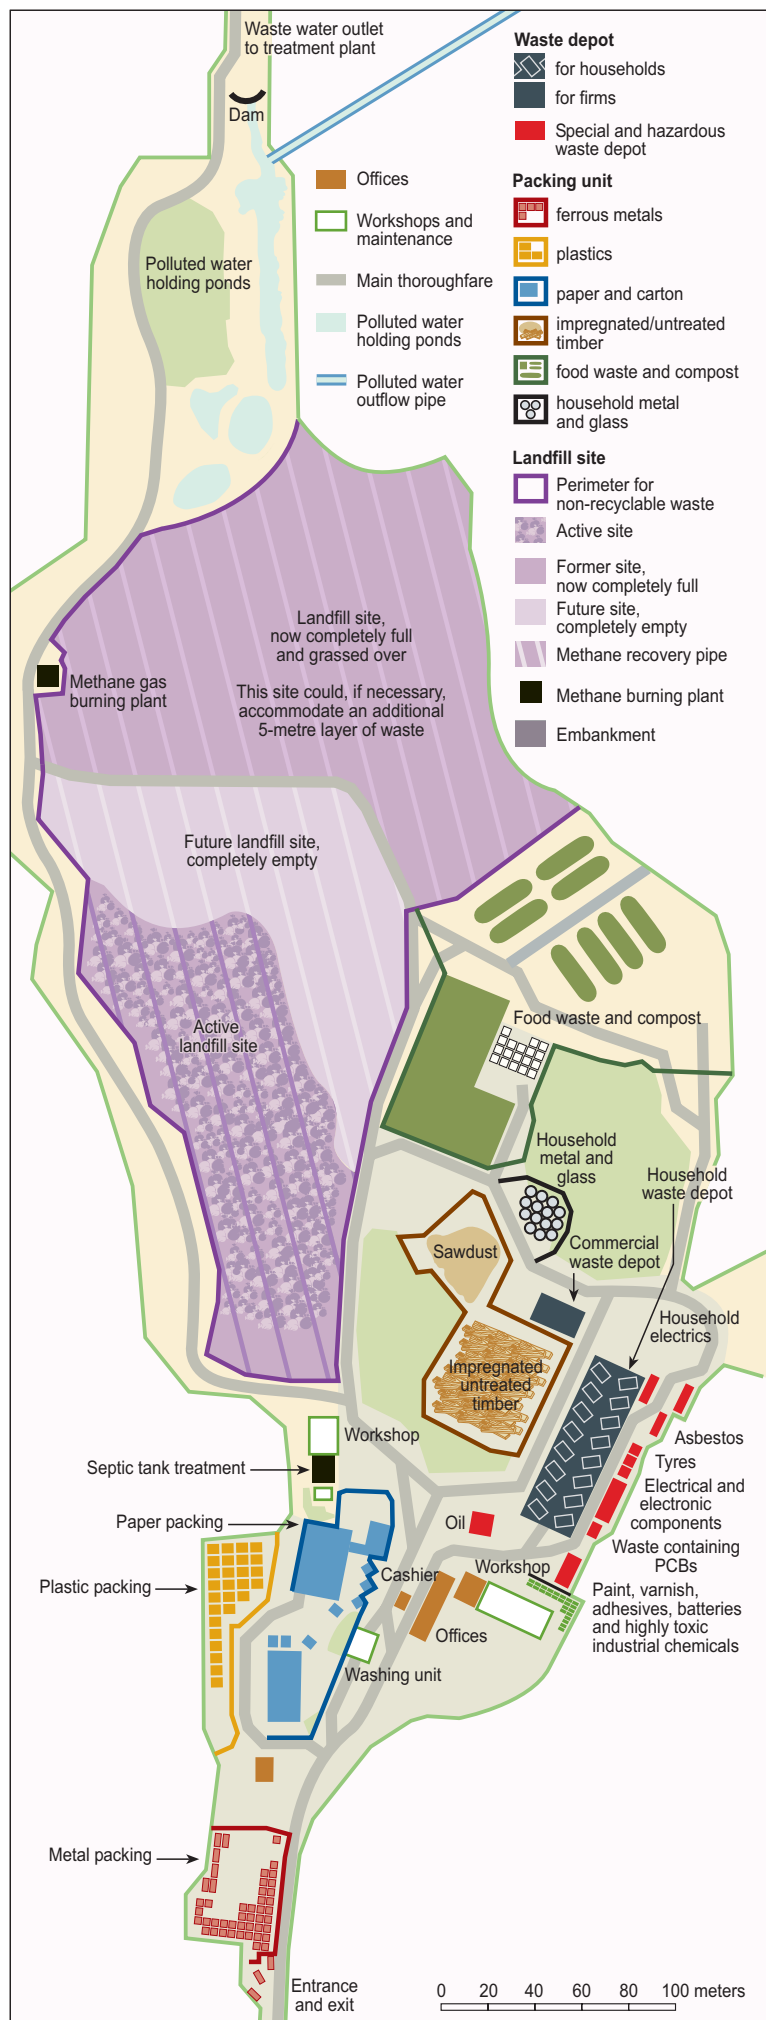 Waste water outlet
to treatment plant
Dam
Polluted water
holding ponds
Offices
Workshops and
maintenance
Main thoroughfare
Polluted water
holding ponds
Polluted water
outflow pipe
Waste depot
for households
for firms
Special and hazardous
waste depot
Packing unit
ferrous metals
plastics
paper and carton
impregnated/untreated
timber
food waste and compost
household metal
and glass
Landfill site
Perimeter for
non-recyclable waste
Active site
Former site,
now completely full
Future site,
completely empty
Methane recovery pipe
Methane burning plant
Embankment
Landfill site,
now completely full
and grassed over
This site could, if necessary,
accommodate an additional
5-metre layer of waste
Methane gas
burning plant
Future landfill site,
completely empty
Active
landfill site
Food waste and compost
Household
metal and
glass
Household
waste depot
Sawdust
Commercial
waste depot
Household
electrics
Impregnated
untreated
timber
Workshop
Septic tank treatment
Asbestos
Tyres
Electrical and
electronic
components
Oil
Paper packing
Waste containing
PCBs
Cashier
Workshop
Plastic packing
Paint, varnish,
adhesives, batteries
and highly toxic
industrial chemicals
Offices
Washing unit
Metal packing
Entrance
and exit
0 20 40 60 80 100 meters